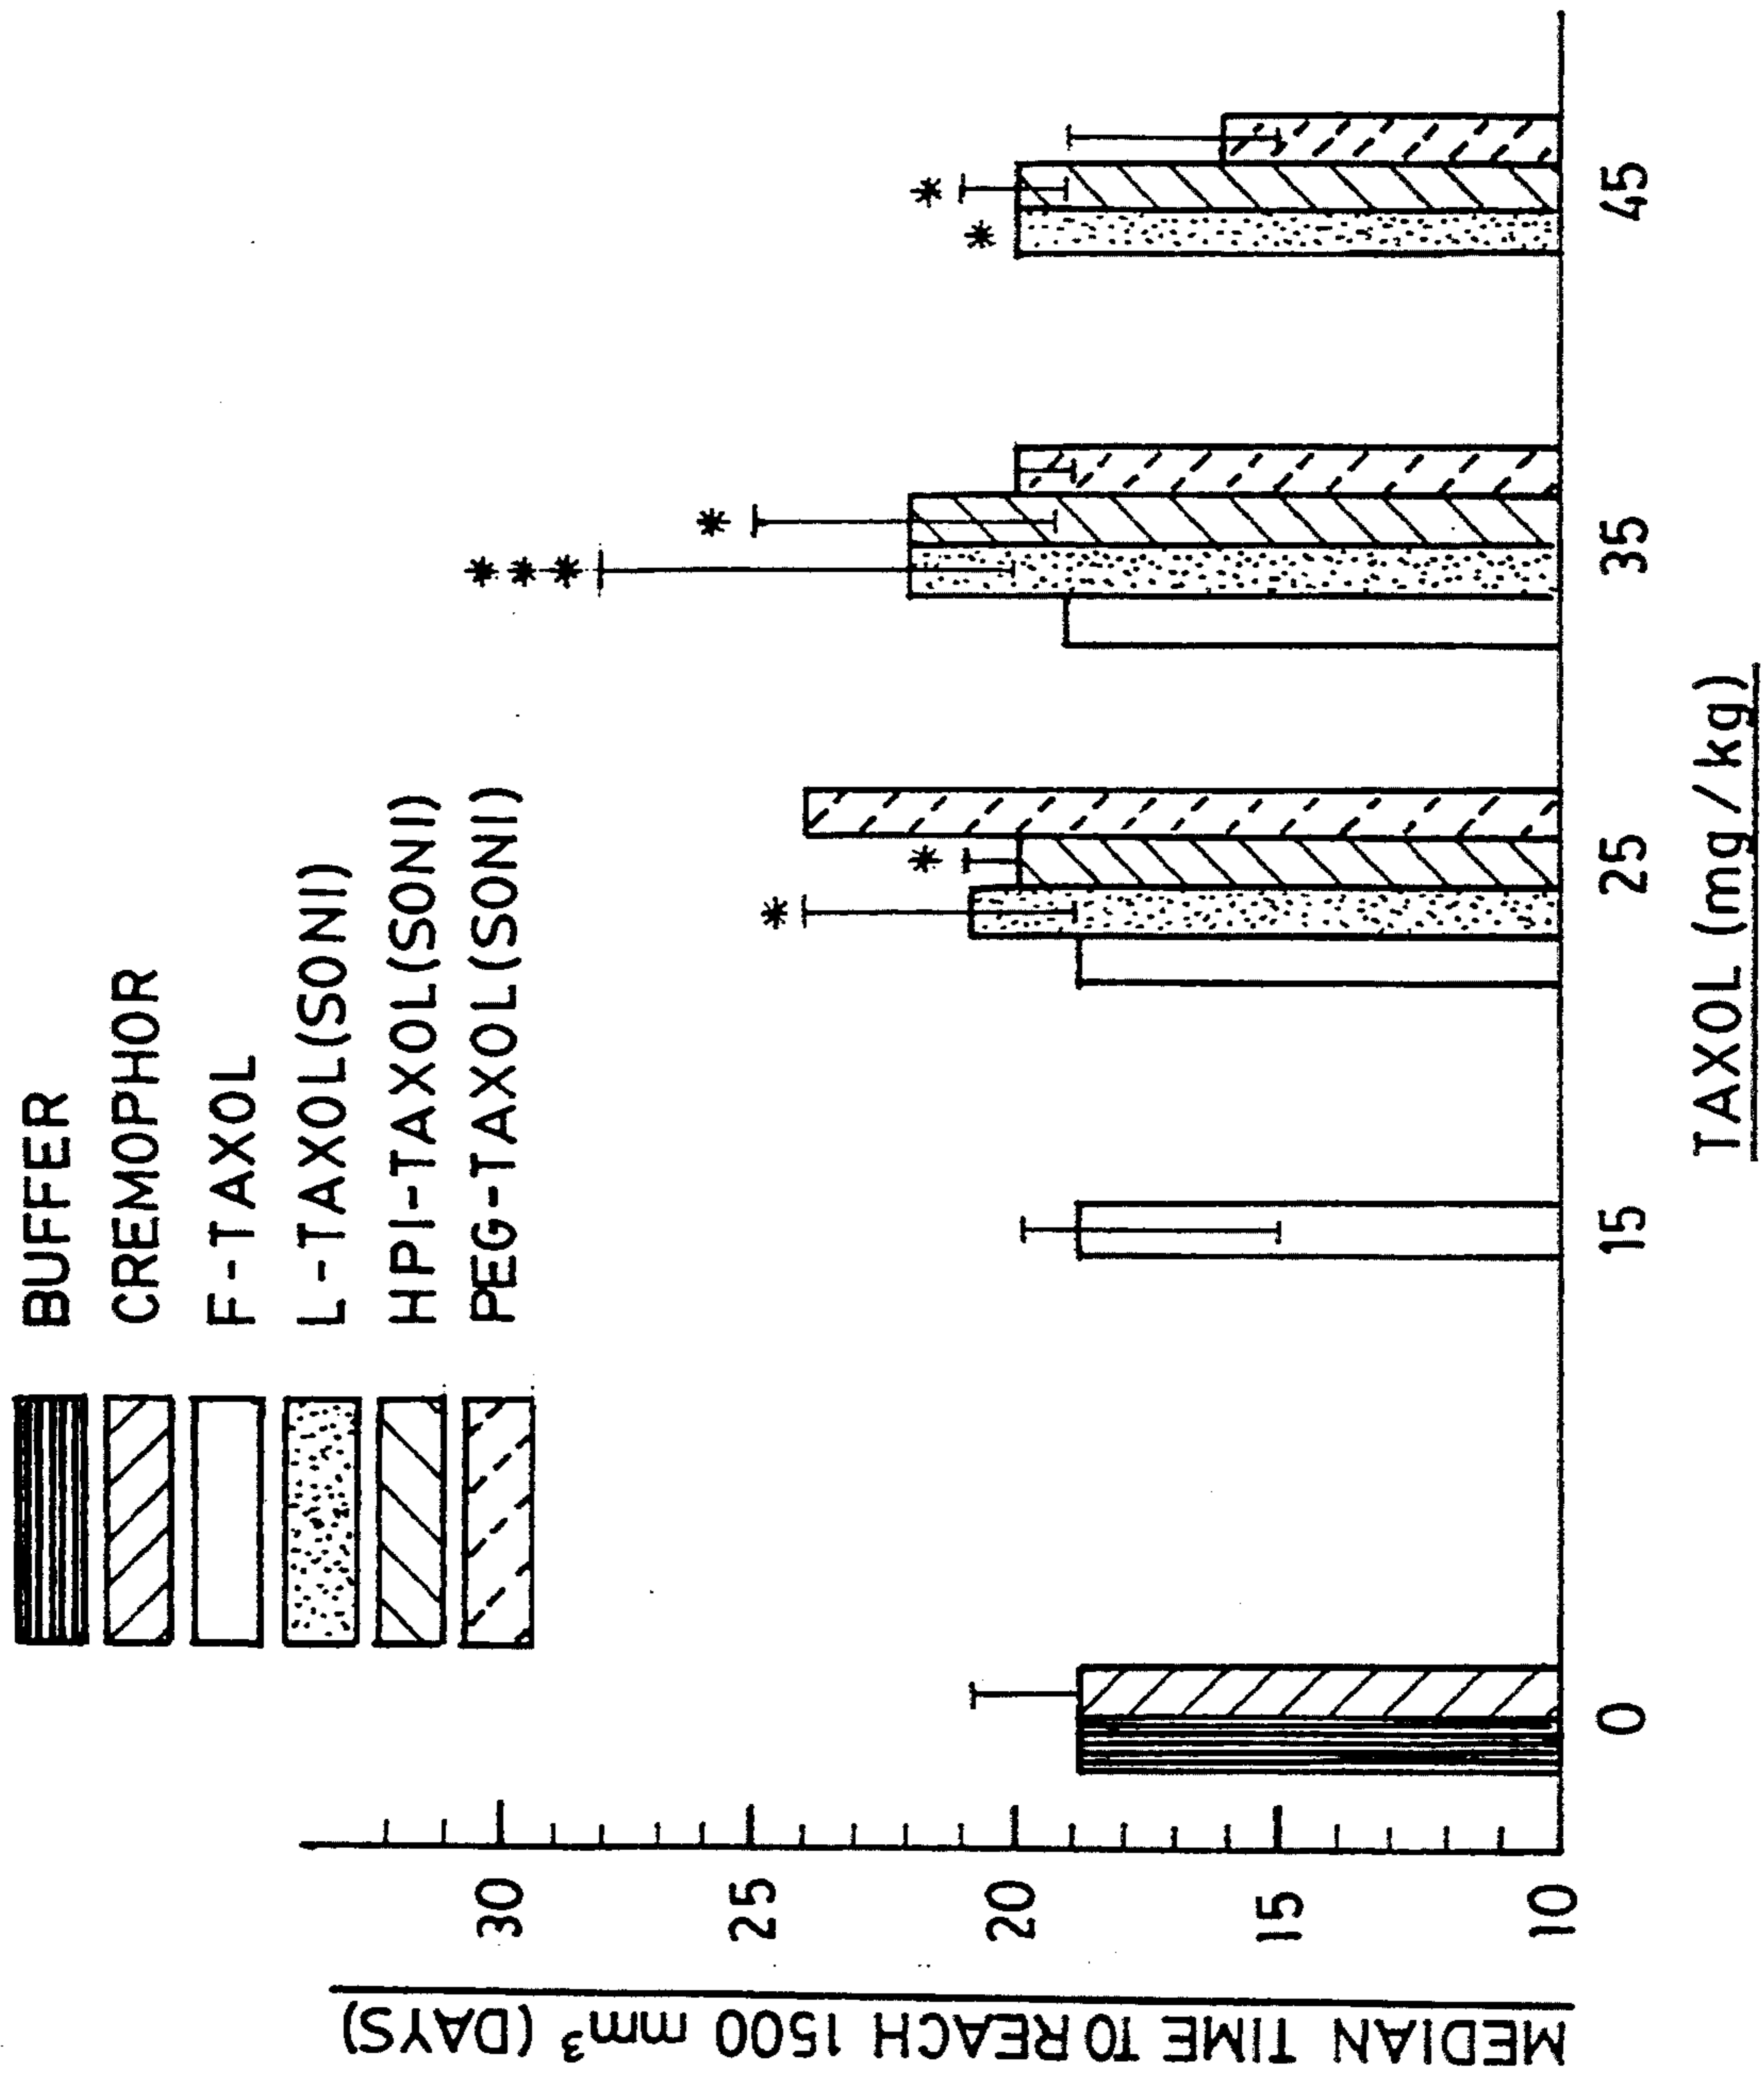 BUFFER
CREMOPHOR
F-TAXOL
L-TAXOL(SONI)
HPI-TAXOL(SONI)
PEG-TAXOL(SONI)
MEDIAN TIME TO REACH 1500 mm³ (DAYS)
30
25
20
15
10
*
*
***
*
*
*
0
15
25
35
45
TAXOL (mg/kg)